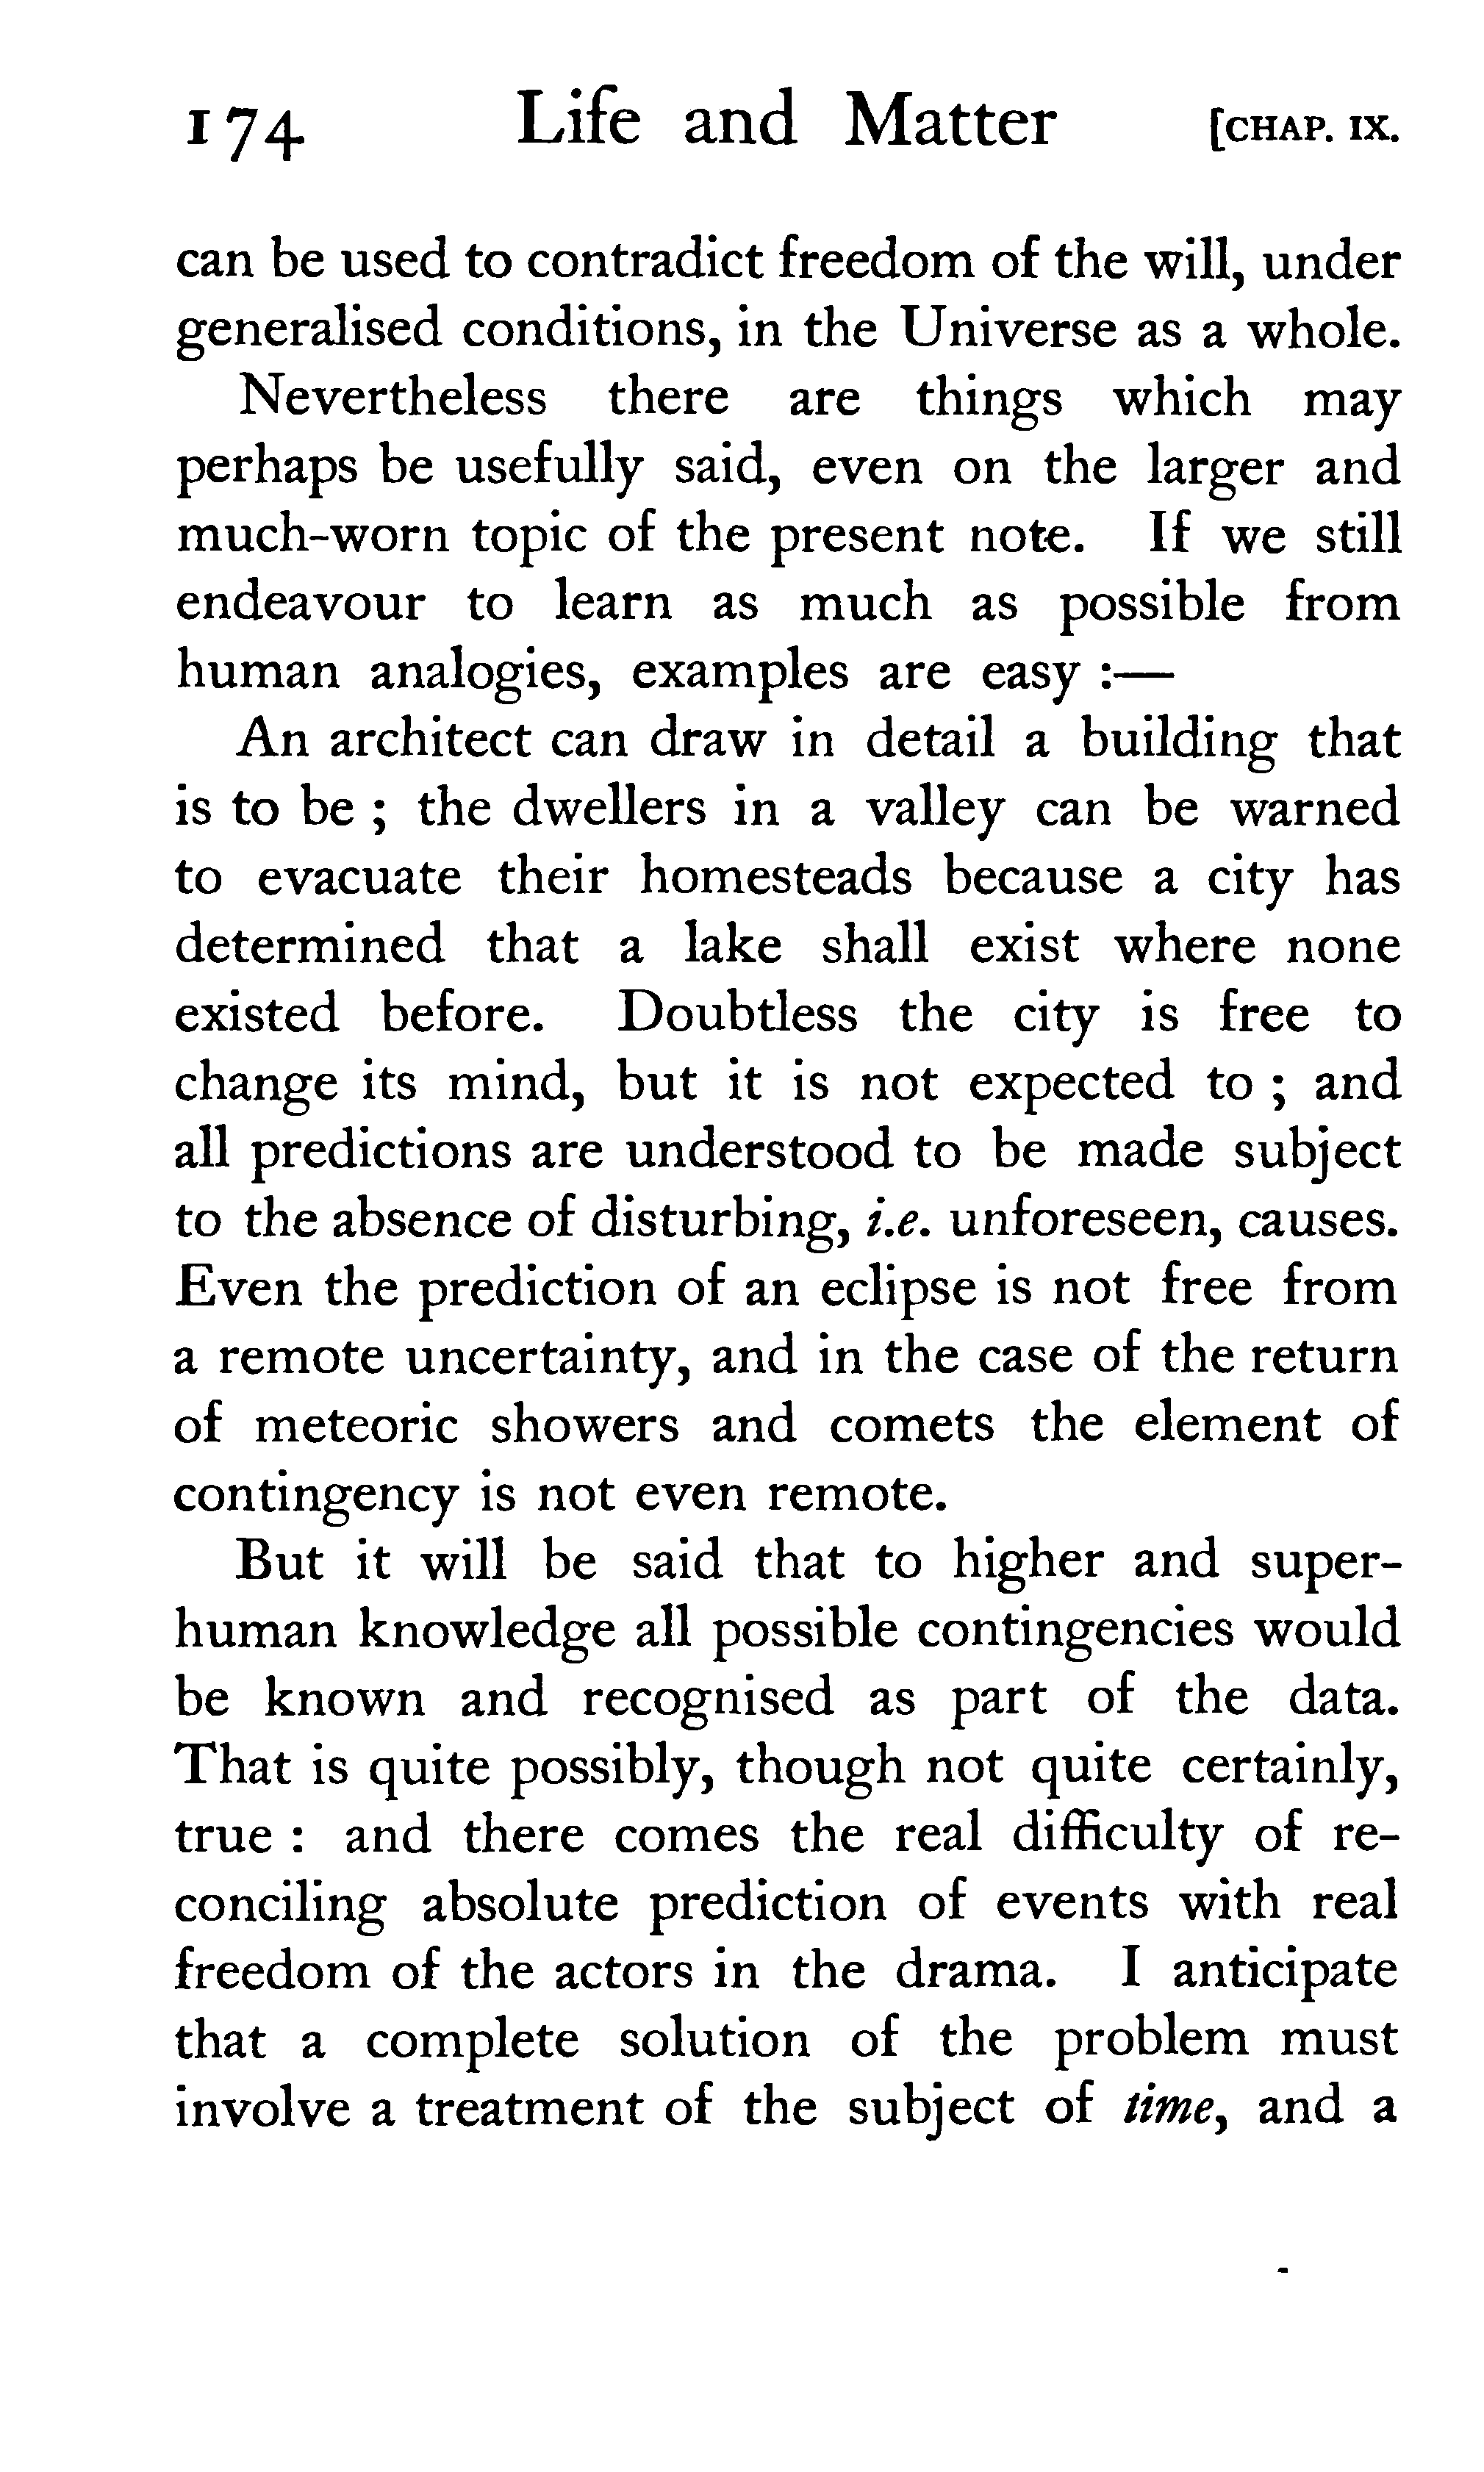 174 Life and Matter [CHAP. IX.
can be used to contradict freedom of the will, under
generalised conditions, in the Universe as a whole.
Nevertheless there are things which may
perhaps be usefully said, even on the larger and
much-worn topic of the present note. If we still
endeavour to learn as much as possible from
human analogies, examples are easy :—
An architect can draw in detail a building that
is to be ; the dwellers in a valley can be warned
to evacuate their homesteads because a city has
determined that a lake shall exist where none
existed before. Doubtless the city is free to
change its mind, but it is not expected to ; and
all predictions are understood to be made subject
to the absence of disturbing, i.e. unforeseen, causes.
Even the prediction of an eclipse is not free from
a remote uncertainty, and in the case of the return
of meteoric showers and comets the element of
contingency is not even remote.
But it will be said that to higher and super-
human knowledge all possible contingencies would
be known and recognised as part of the data.
That is quite possibly, though not quite certainly,
true : and there comes the real difficulty of re-
conciling absolute prediction of events with real
freedom of the actors in the drama. I anticipate
that a complete solution of the problem must
involve a treatment of the subject of time, and a